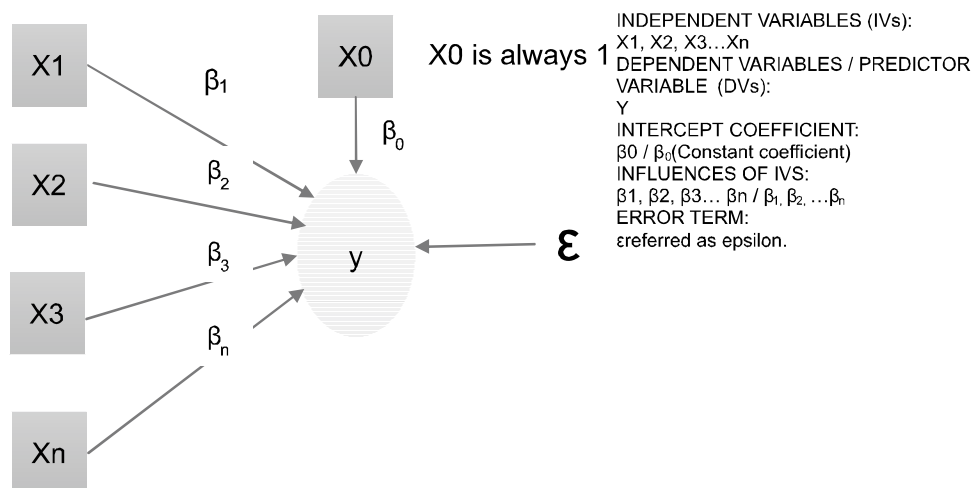 X1
β1
X0
X0 is always 1
β0
X2
β2
X3
β3
y
ε
Xn
βn
INDEPENDENT VARIABLES (IVs):
X1, X2, X3…Xn
DEPENDENT VARIABLES / PREDICTOR
VARIABLE (DVs):
Y
INTERCEPT COEFFICIENT:
β0 / β₀(Constant coefficient)
INFLUENCES OF IVS:
β1, β2, β3… βn / β₁, β₂, …βₙ
ERROR TERM:
εreferred as epsilon.